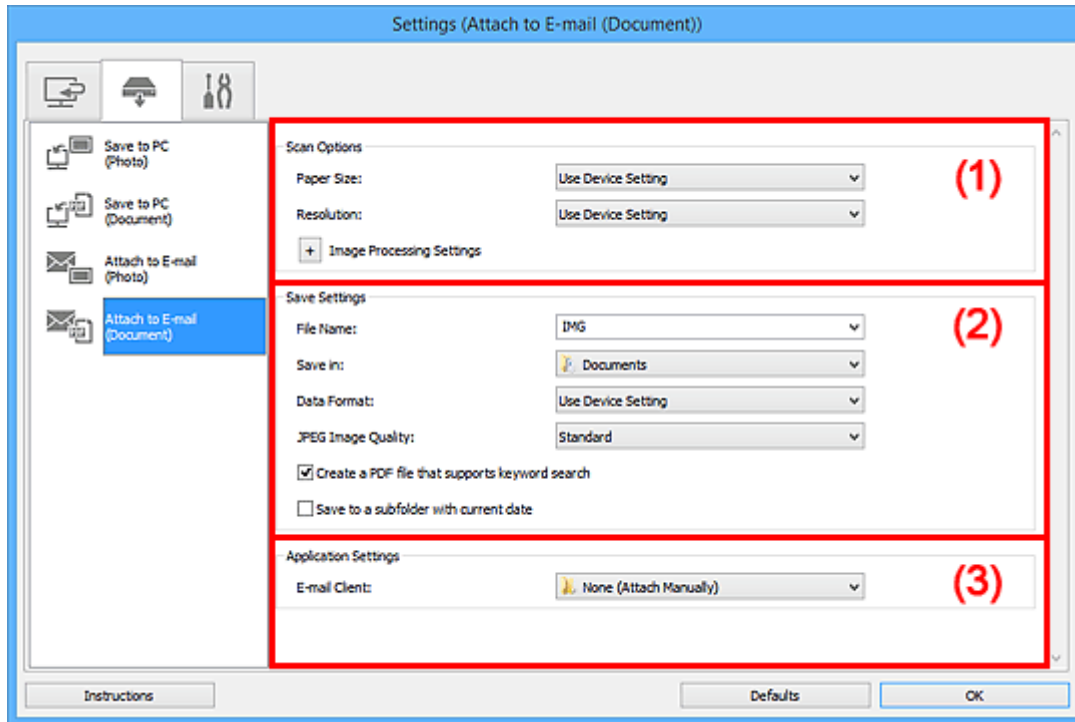 Settings (Attach to E-mail (Document))
Save to PC
(Photo)
Save to PC
(Document)
Attach to E-mail
(Photo)
Attach to E-mail
(Document)
Scan Options
(1)
Paper Size: Use Device Setting
Resolution: Use Device Setting
+ Image Processing Settings
Save Settings
(2)
File Name: IMG
Save in: Documents
Data Format: Use Device Setting
JPEG Image Quality: Standard
Create a PDF file that supports keyword search
Save to a subfolder with current date
Application Settings
(3)
E-mail Client: None (Attach Manually)
Instructions
Defaults
OK